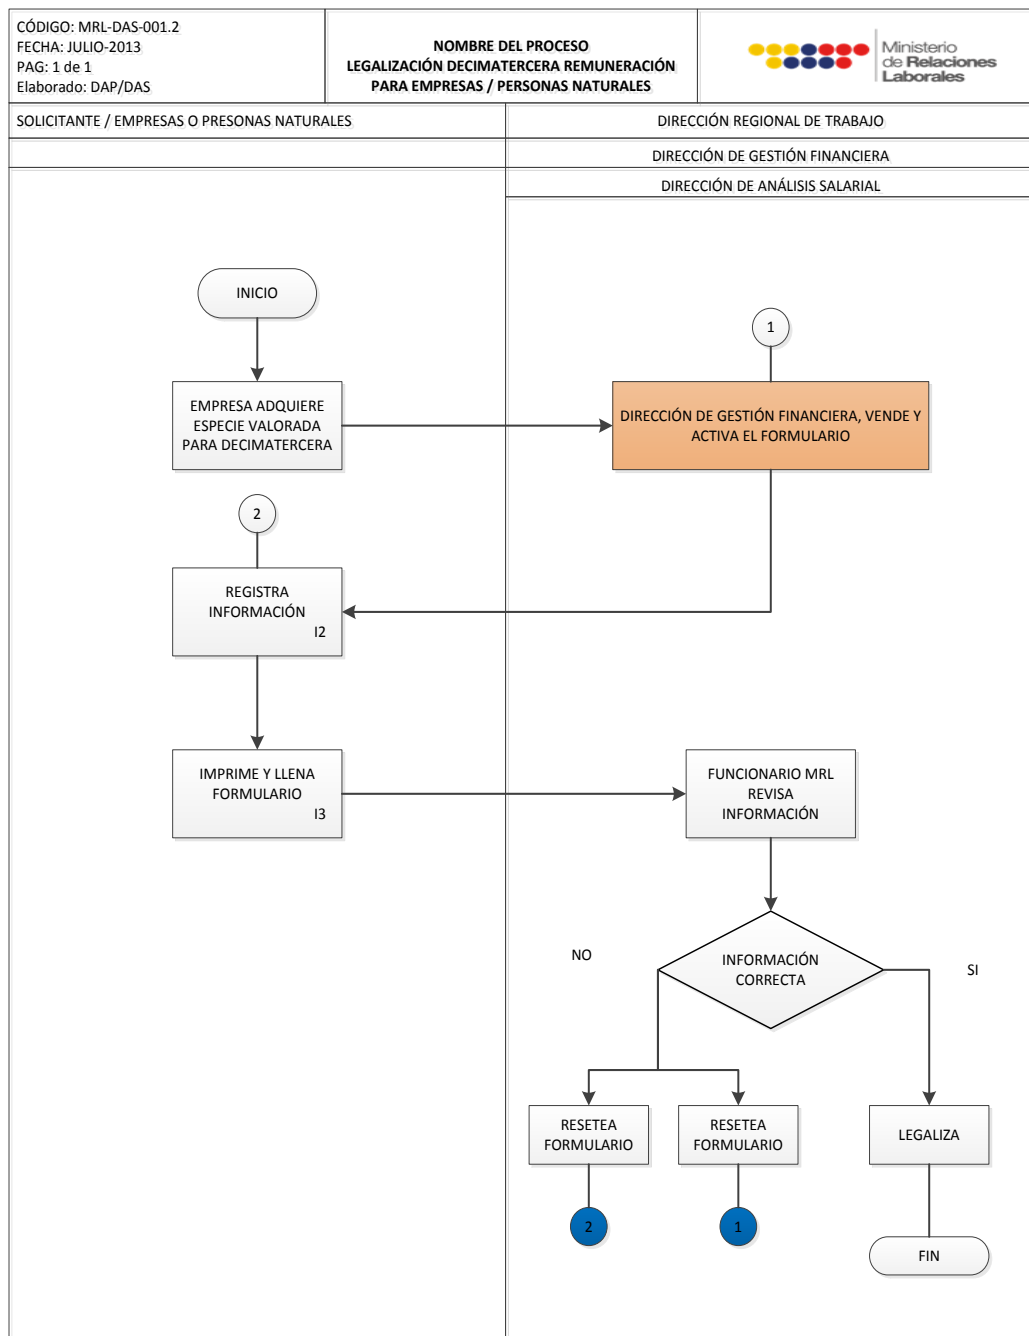 CÓDIGO: MRL-DAS-001.2
FECHA: JULIO-2013
PAG: 1 de 1
Elaborado: DAP/DAS
NOMBRE DEL PROCESO
LEGALIZACIÓN DECIMATERCERA REMUNERACIÓN
PARA EMPRESAS / PERSONAS NATURALES
Ministerio
de Relaciones
Laborales
SOLICITANTE / EMPRESAS O PRESONAS NATURALES
DIRECCIÓN REGIONAL DE TRABAJO
DIRECCIÓN DE GESTIÓN FINANCIERA
DIRECCIÓN DE ANÁLISIS SALARIAL
INICIO
1
EMPRESA ADQUIERE
ESPECIE VALORADA
PARA DECIMATERCERA
DIRECCIÓN DE GESTIÓN FINANCIERA, VENDE Y
ACTIVA EL FORMULARIO
2
REGISTRA
INFORMACIÓN
I2
IMPRIME Y LLENA
FORMULARIO
I3
FUNCIONARIO MRL
REVISA
INFORMACIÓN
NO
INFORMACIÓN
CORRECTA
SI
RESETEA
FORMULARIO
RESETEA
FORMULARIO
LEGALIZA
2
1
FIN